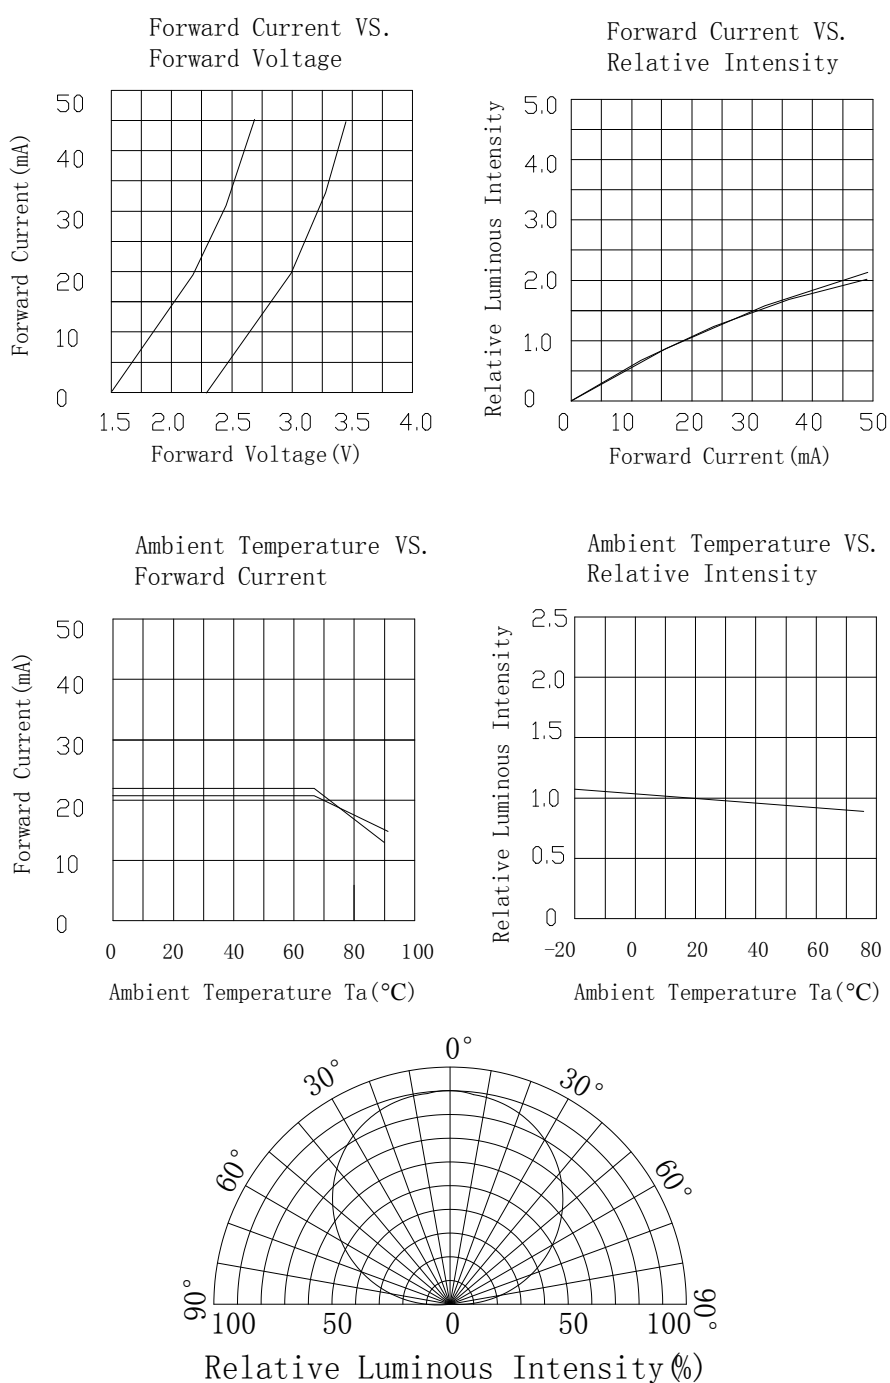 Forward Current VS.
Forward Voltage
Forward Current(mA)
50
40
30
20
10
0
1.5 2.0 2.5 3.0 3.5 4.0
Forward Voltage(V)
Forward Current VS.
Relative Intensity
Relative Luminous Intensity
5.0
4.0
3.0
2.0
1.0
0
0 10 20 30 40 50
Forward Current(mA)
Ambient Temperature VS.
Forward Current
Forward Current(mA)
50
40
30
20
10
0
0 20 40 60 80 100
Ambient Temperature Ta(°C)
Ambient Temperature VS.
Relative Intensity
Relative Luminous Intensity
2.5
2.0
1.5
1.0
0.5
0
-20 0 20 40 60 80
Ambient Temperature Ta(°C)
0°
30° 30°
60° 60°
90° 90°
100 50 0 50 100
Relative Luminous Intensity(%)